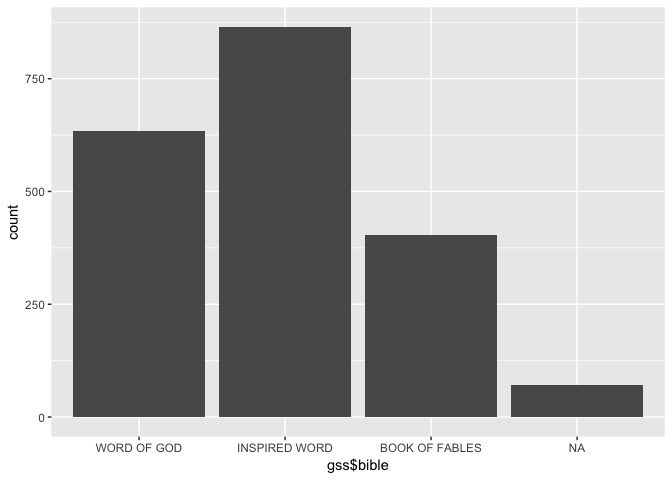 750
500
250
0
count
WORD OF GOD INSPIRED WORD BOOK OF FABLES NA
gss$bible